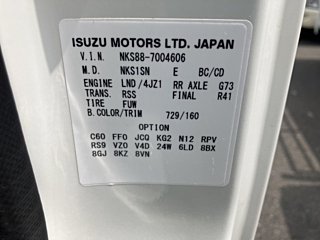 ISUZU MOTORS LTD. JAPAN
V.I.N. NKS88-7004606
M.D. NKS1SN E BC/CD
ENGINE LND/4JZ1 RR AXLE G73
TRANS. RSS FINAL R41
TIRE FUW
B.COLOR/TRIM 729/160
OPTION
C60 FF0 JCQ KG2 N12 RPV
RS9 VZ0 V4D 24W 6LD 8BX
8GJ 8KZ 8VN